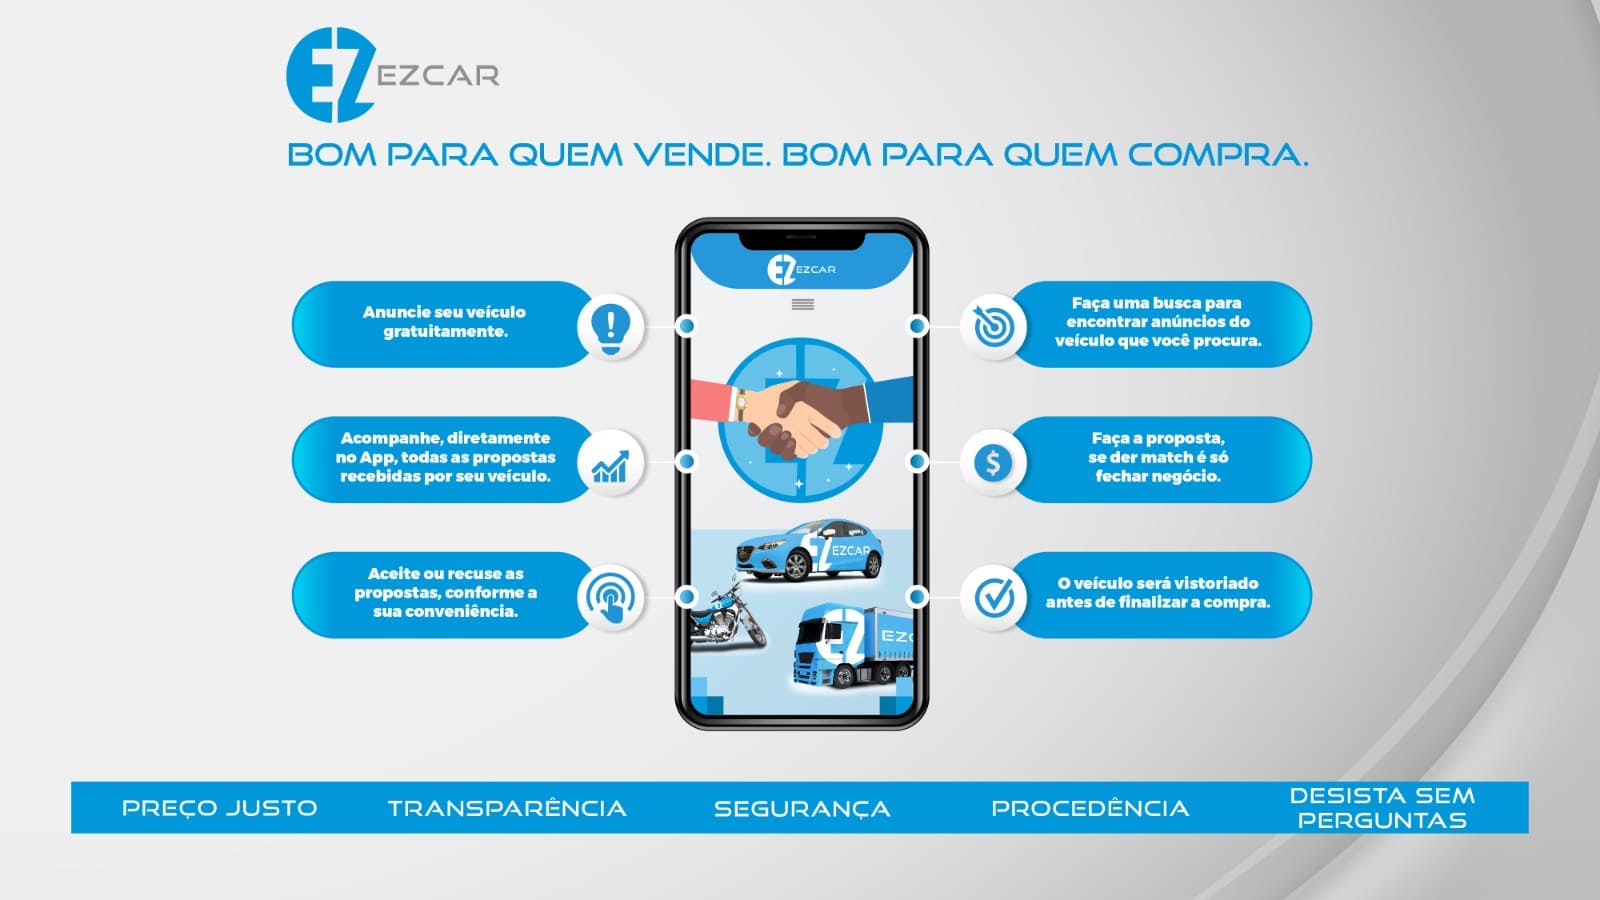 EZ EZCAR
BOM PARA QUEM VENDE. BOM PARA QUEM COMPRA.
Anuncie seu veículo
gratuitamente.
Acompanhe, diretamente
no App, todas as propostas
recebidas por seu veículo.
Aceite ou recuse as
propostas, conforme a
sua conveniência.
EZ EZCAR
EZ EZCAR
EZ EZC
Faça uma busca para
encontrar anúncios do
veículo que você procura.
Faça a proposta,
se der match é só
fechar negócio.
O veículo será vistoriado
antes de finalizar a compra.
PREÇO JUSTO
TRANSPARÊNCIA
SEGURANÇA
PROCEDÊNCIA
DESISTA SEM
PERGUNTAS